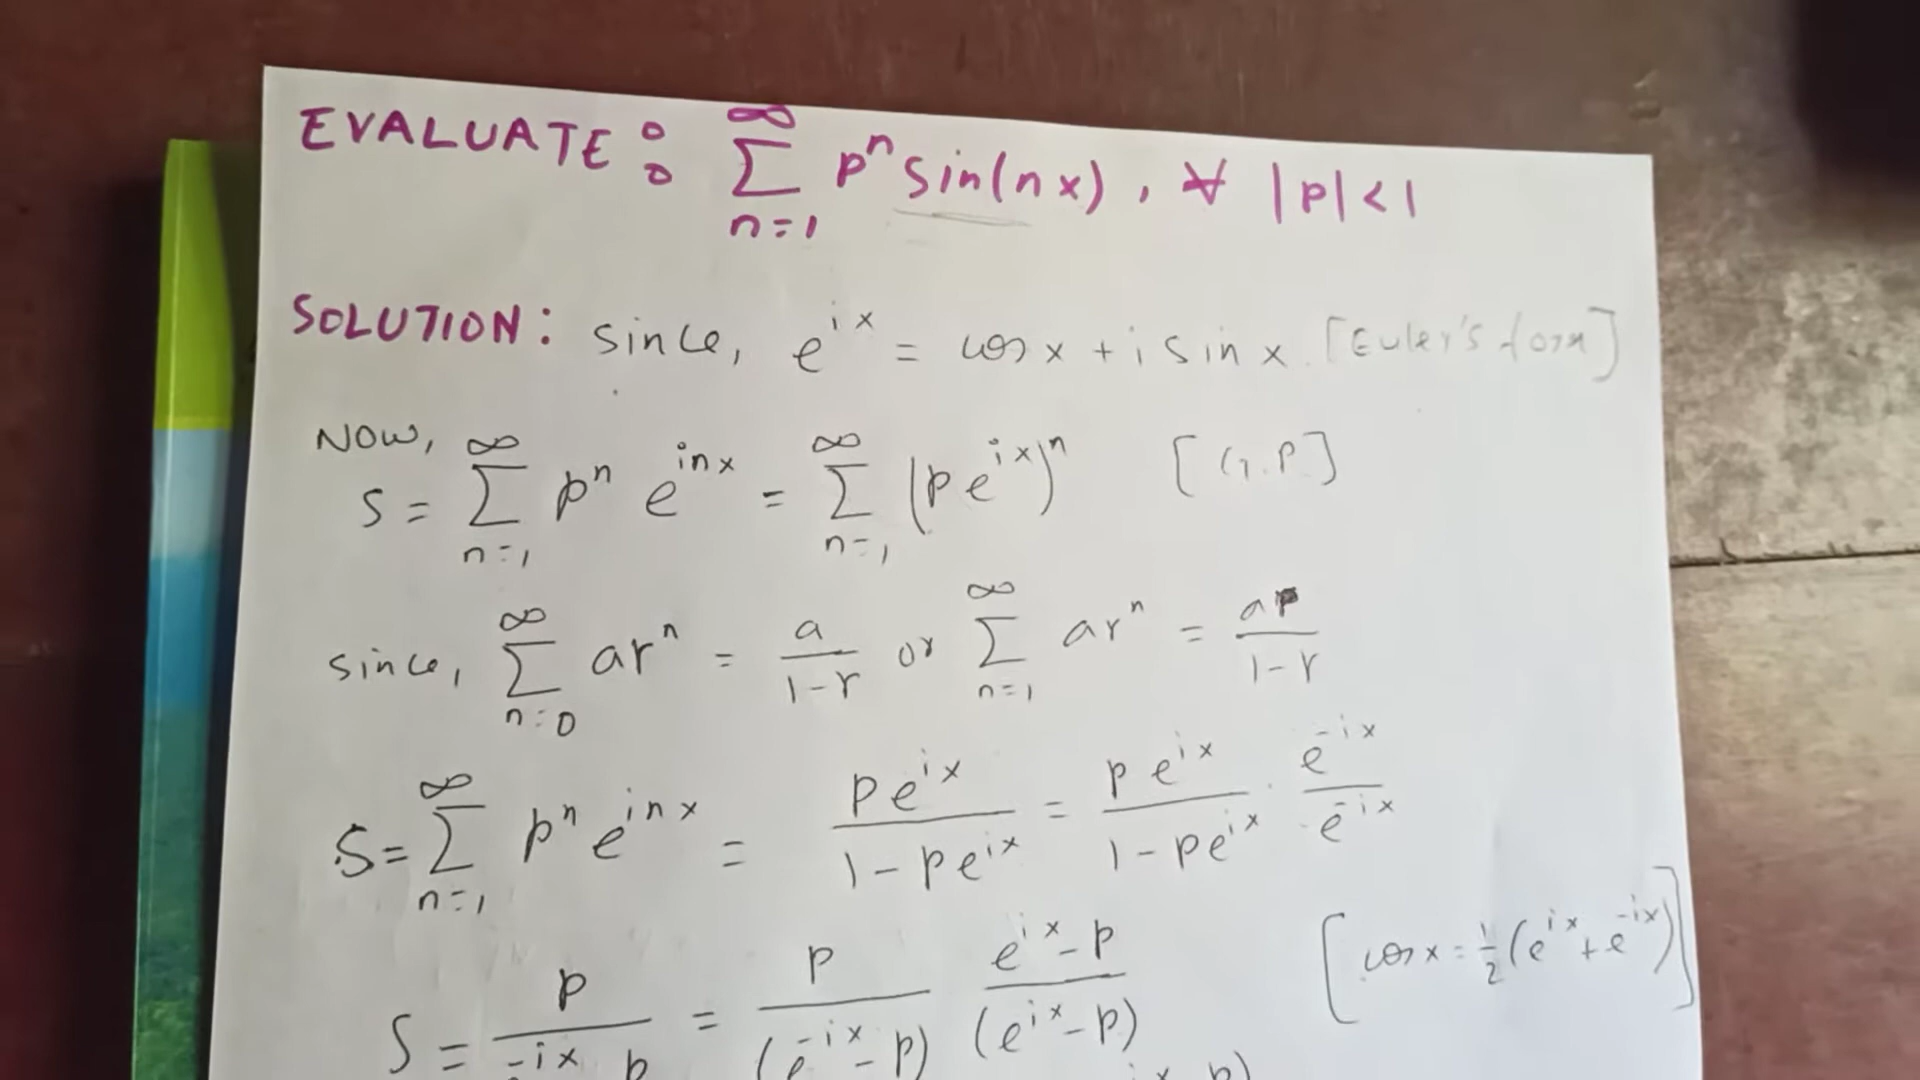 EVALUATE : ∑_{n=1}^{∞} pⁿ sin(nx), ∀ |p|<1
SOLUTION: since, e^{ix} = cos x + i sin x. [Euler's form]
Now,
S = ∑_{n=1}^{∞} pⁿ e^{inx} = ∑_{n=1}^{∞} (pe^{ix})ⁿ [G.P]
since, ∑_{n=0}^{∞} arⁿ = a/(1-r) or ∑_{n=1}^{∞} arⁿ = ar/(1-r)
S = ∑_{n=1}^{∞} pⁿ e^{inx} = pe^{ix}/(1-pe^{ix}) = pe^{ix}/(1-pe^{ix}) · e^{-ix}/e^{-ix}
[cos x = 1/2 (e^{ix} + e^{-ix})]
S = p/(e^{-ix} - p) = p/(e^{-ix} - p) (e^{ix} - p)/(e^{ix} - p)